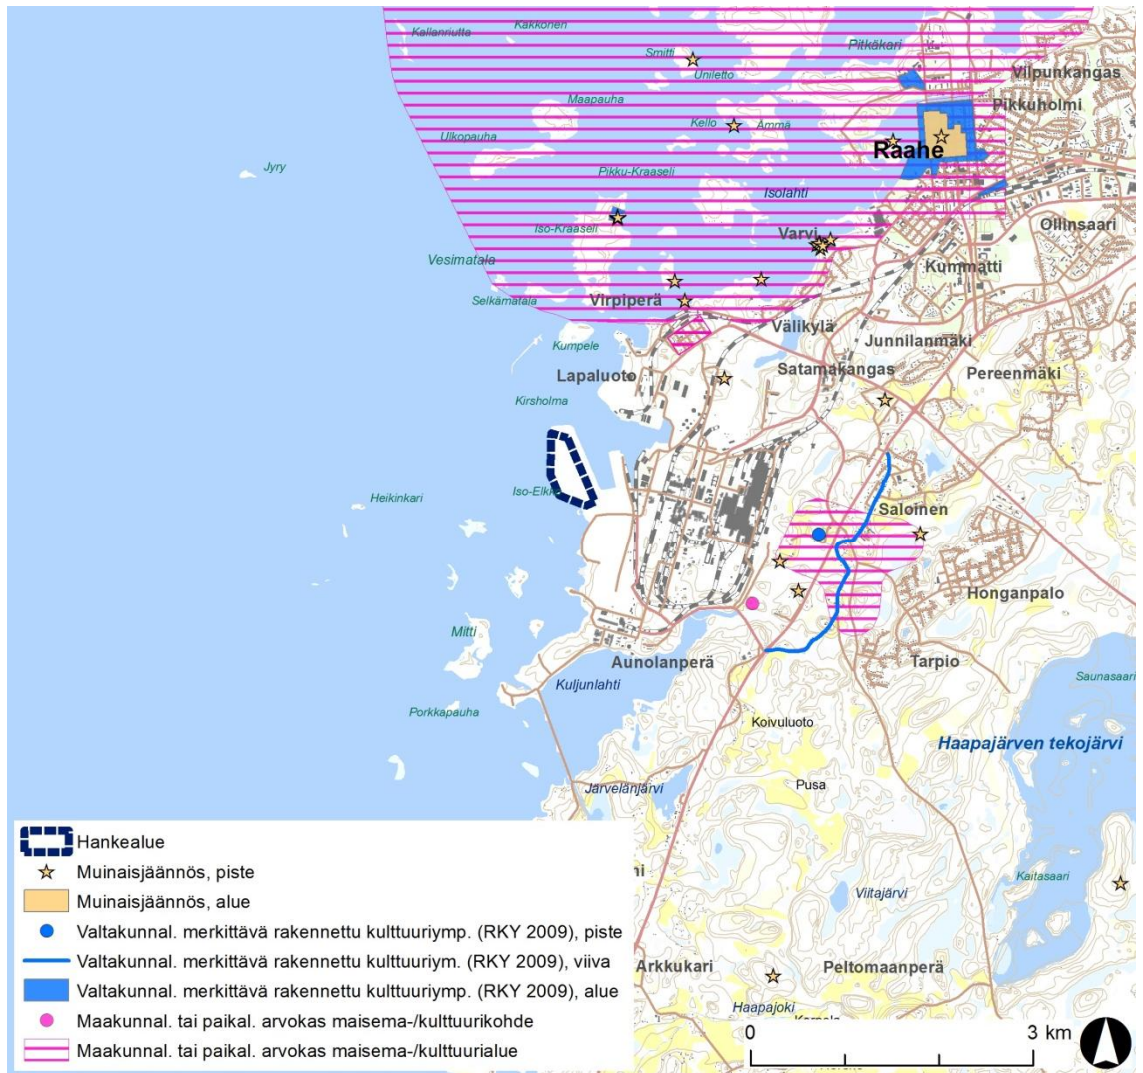 Kakkonen
Kallanriutta
Smitti
Pitkäkari
Uniletto
Vilpunkangas
Maapauha
Pikkuholmi
Kello
Ämmä
Ulkopauha
Raahe
Jyry
Pikku-Kraaseli
Isolahti
Iso-Kraaseli
Varvi
Ollinsaari
Vesimatala
Kummatti
Selkämatala
Virpiperä
Välikylä
Junnilanmäki
Kumpele
Satamakangas
Pereenmäki
Lapaluoto
Kirsholma
Iso-Elkko
Heikinkari
Saloinen
Honganpalo
Mitti
Aunolanperä
Tarpio
Kuljunlahti
Saunasaari
Porkkapauha
Koivuluoto
Haapajärven tekojärvi
Pusa
Järvelänjärvi
Hankealue
Muinaisjäännös, piste
Kaitasaari
Muinaisjäännös, alue
Viitajärvi
Valtakunnal. merkittävä rakennettu kulttuuriymp. (RKY 2009), piste
Valtakunnal. merkittävä rakennettu kulttuuriym. (RKY 2009), viiva
Arkkukari
Peltomaanperä
Valtakunnal. merkittävä rakennettu kulttuuriymp. (RKY 2009), alue
Haapajoki
Maakunnal. tai paikal. arvokas maisema-/kulttuurikohde
0 3 km
Maakunnal. tai paikal. arvokas maisema-/kulttuurialue